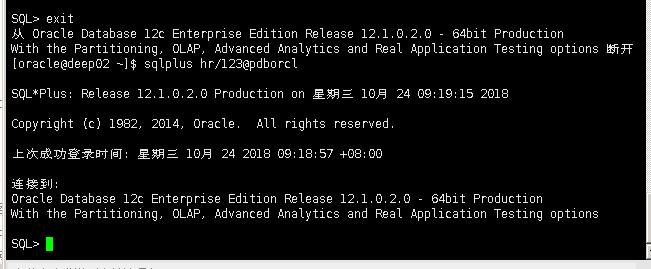 SQL> exit
从 Oracle Database 12c Enterprise Edition Release 12.1.0.2.0 - 64bit Production
With the Partitioning, OLAP, Advanced Analytics and Real Application Testing options 断开
[oracle@deep02 ~]$ sqlplus hr/123@pdborcl
SQL*Plus: Release 12.1.0.2.0 Production on 星期三 10月 24 09:19:15 2018
Copyright (c) 1982, 2014, Oracle.  All rights reserved.
上次成功登录时间: 星期三 10月 24 2018 09:18:57 +08:00
连接到:
Oracle Database 12c Enterprise Edition Release 12.1.0.2.0 - 64bit Production
With the Partitioning, OLAP, Advanced Analytics and Real Application Testing options
SQL>